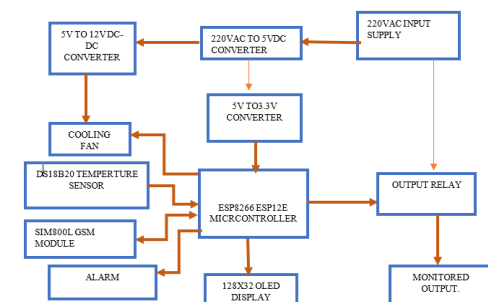 5V TO 12V DC-
DC
CONVERTER
220VAC TO 5VDC
CONVERTER
220VAC INPUT
SUPPLY
5V TO3.3V
CONVERTER
COOLING
FAN
DS18B20 TEMPERTURE
SENSOR
ESP8266 ESP12E
MICRCONTROLLER
OUTPUT RELAY
SIM800L GSM
MODULE
ALARM
128X32 OLED
DISPLAY
MONITORED
OUTPUT.